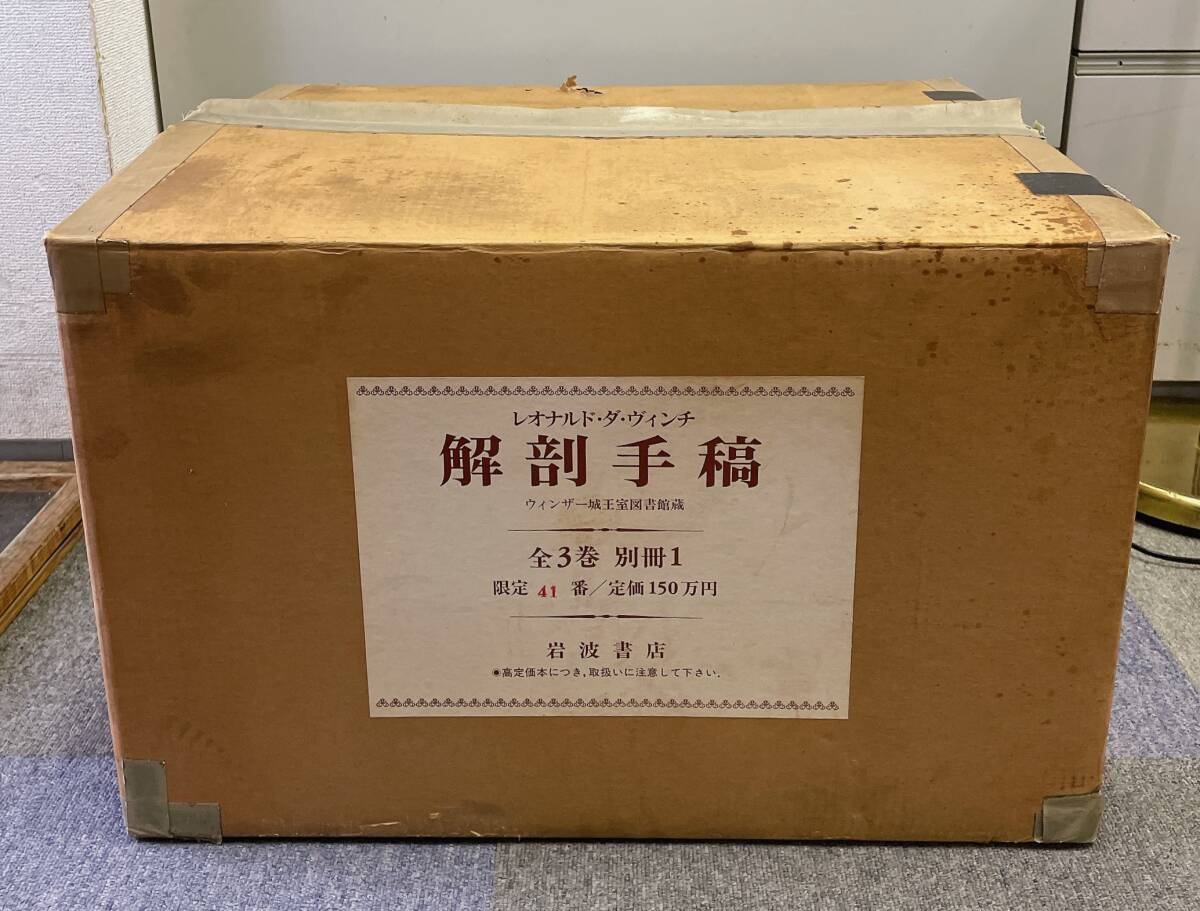 レオナルド・ダ・ヴィンチ
解剖手稿
ウィンザー城王室図書館蔵
全3巻 別冊1
限定 41 番/定価150万円
岩波書店
◉高定価本につき,取扱いに注意して下さい.